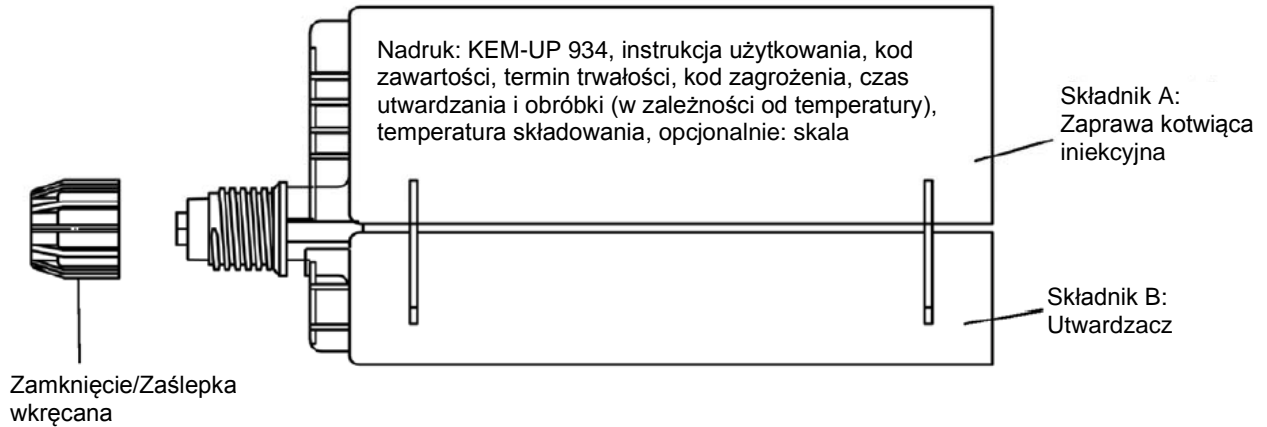 Nadruk: KEM-UP 934, instrukcja użytkowania, kod
zawartości, termin trwałości, kod zagrożenia, czas
utwardzania i obróbki (w zależności od temperatury),
temperatura składowania, opcjonalnie: skala
Składnik A:
Zaprawa kotwiąca
iniekcyjna
Składnik B:
Utwardzacz
Zamknięcie/Zaślepka
wkręcana